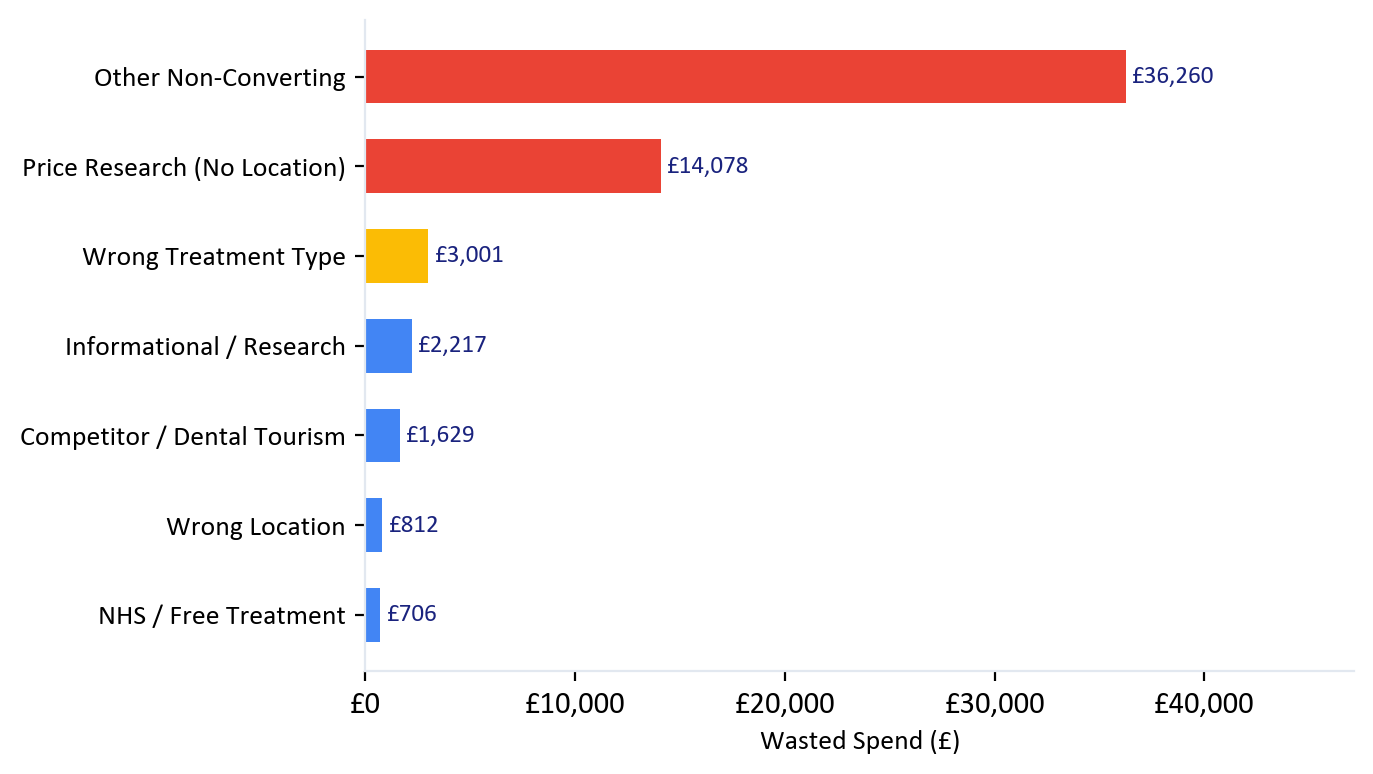 Other Non-Converting £36,260
Price Research (No Location) £14,078
Wrong Treatment Type £3,001
Informational / Research £2,217
Competitor / Dental Tourism £1,629
Wrong Location £812
NHS / Free Treatment £706
£0 £10,000 £20,000 £30,000 £40,000
Wasted Spend (£)